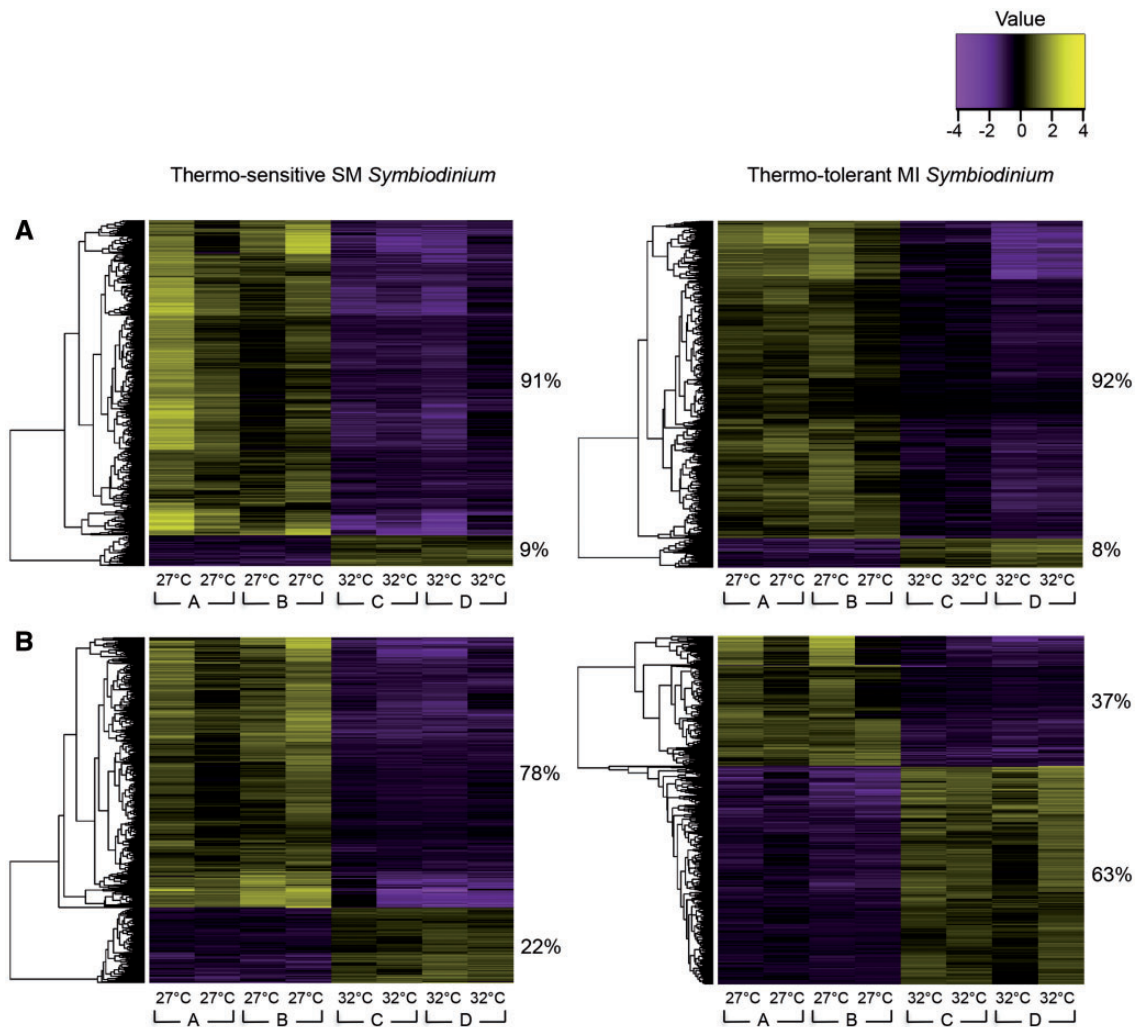 Value
-4 -2 0 2 4
Thermo-sensitive SM Symbiodinium
Thermo-tolerant MI Symbiodinium
A
91%
9%
92%
8%
27°C 27°C 27°C 27°C 32°C 32°C 32°C 32°C
A B C D
27°C 27°C 27°C 27°C 32°C 32°C 32°C 32°C
A B C D
B
78%
22%
37%
63%
27°C 27°C 27°C 27°C 32°C 32°C 32°C 32°C
A B C D
27°C 27°C 27°C 27°C 32°C 32°C 32°C 32°C
A B C D